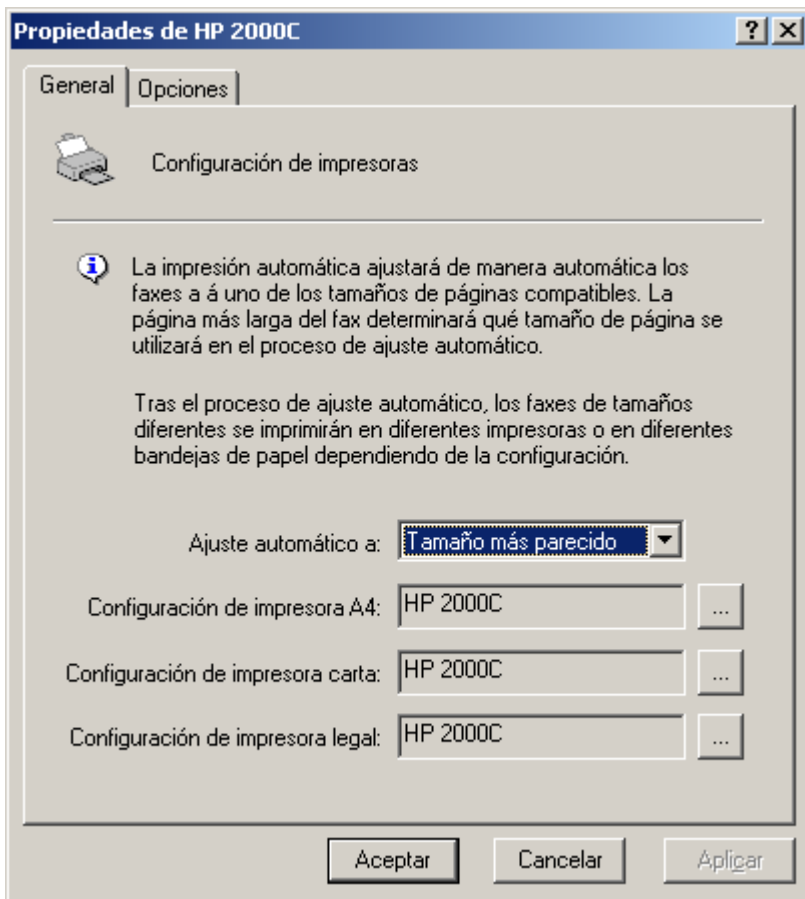 Propiedades de HP 2000C
General
Opciones
Configuración de impresoras
La impresión automática ajustará de manera automática los
faxes a á uno de los tamaños de páginas compatibles. La
página más larga del fax determinará qué tamaño de página se
utilizará en el proceso de ajuste automático.
Tras el proceso de ajuste automático, los faxes de tamaños
diferentes se imprimirán en diferentes impresoras o en diferentes
bandejas de papel dependiendo de la configuración.
Ajuste automático a: Tamaño más parecido
Configuración de impresora A4: HP 2000C ...
Configuración de impresora carta: HP 2000C ...
Configuración de impresora legal: HP 2000C ...
Aceptar Cancelar Aplicar